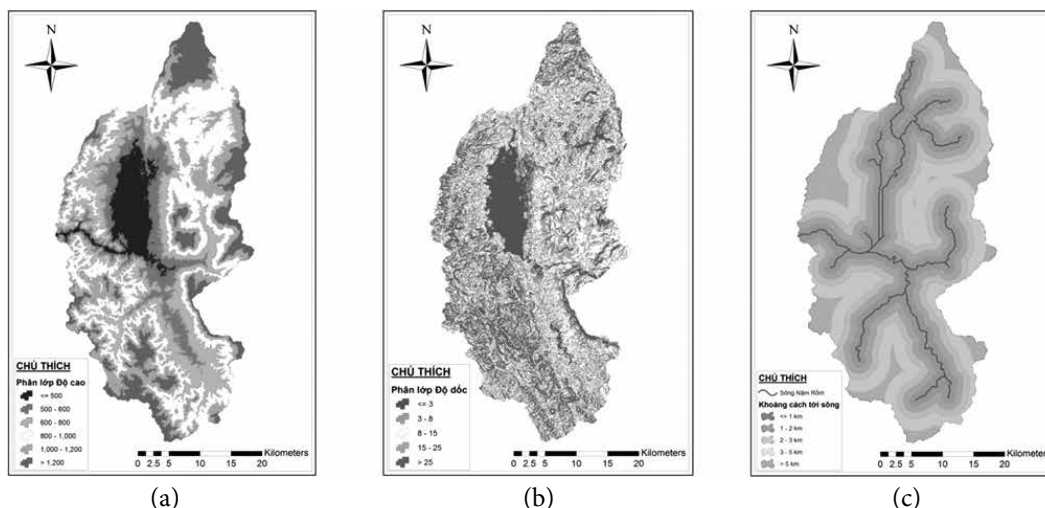 N
CHÚ THÍCH
Phân lớp Độ cao
<= 500
500 - 600
600 - 800
800 - 1,000
1,000 - 1,200
> 1,200
Kilometers
0 2.5 5 10 15 20
(a)
N
CHÚ THÍCH
Phân lớp Độ dốc
<= 3
3 - 8
8 - 15
15 - 25
> 25
Kilometers
0 2.5 5 10 15 20
(b)
N
CHÚ THÍCH
Sông Nậm Rốm
Khoảng cách tới sông
<= 1 km
1 - 2 km
2 - 3 km
3 - 5 km
> 5 km
Kilometers
0 2.5 5 10 15 20
(c)